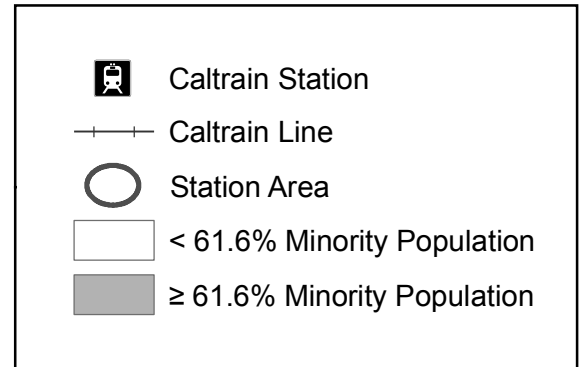 Caltrain Station
Caltrain Line
Station Area
< 61.6% Minority Population
≥ 61.6% Minority Population